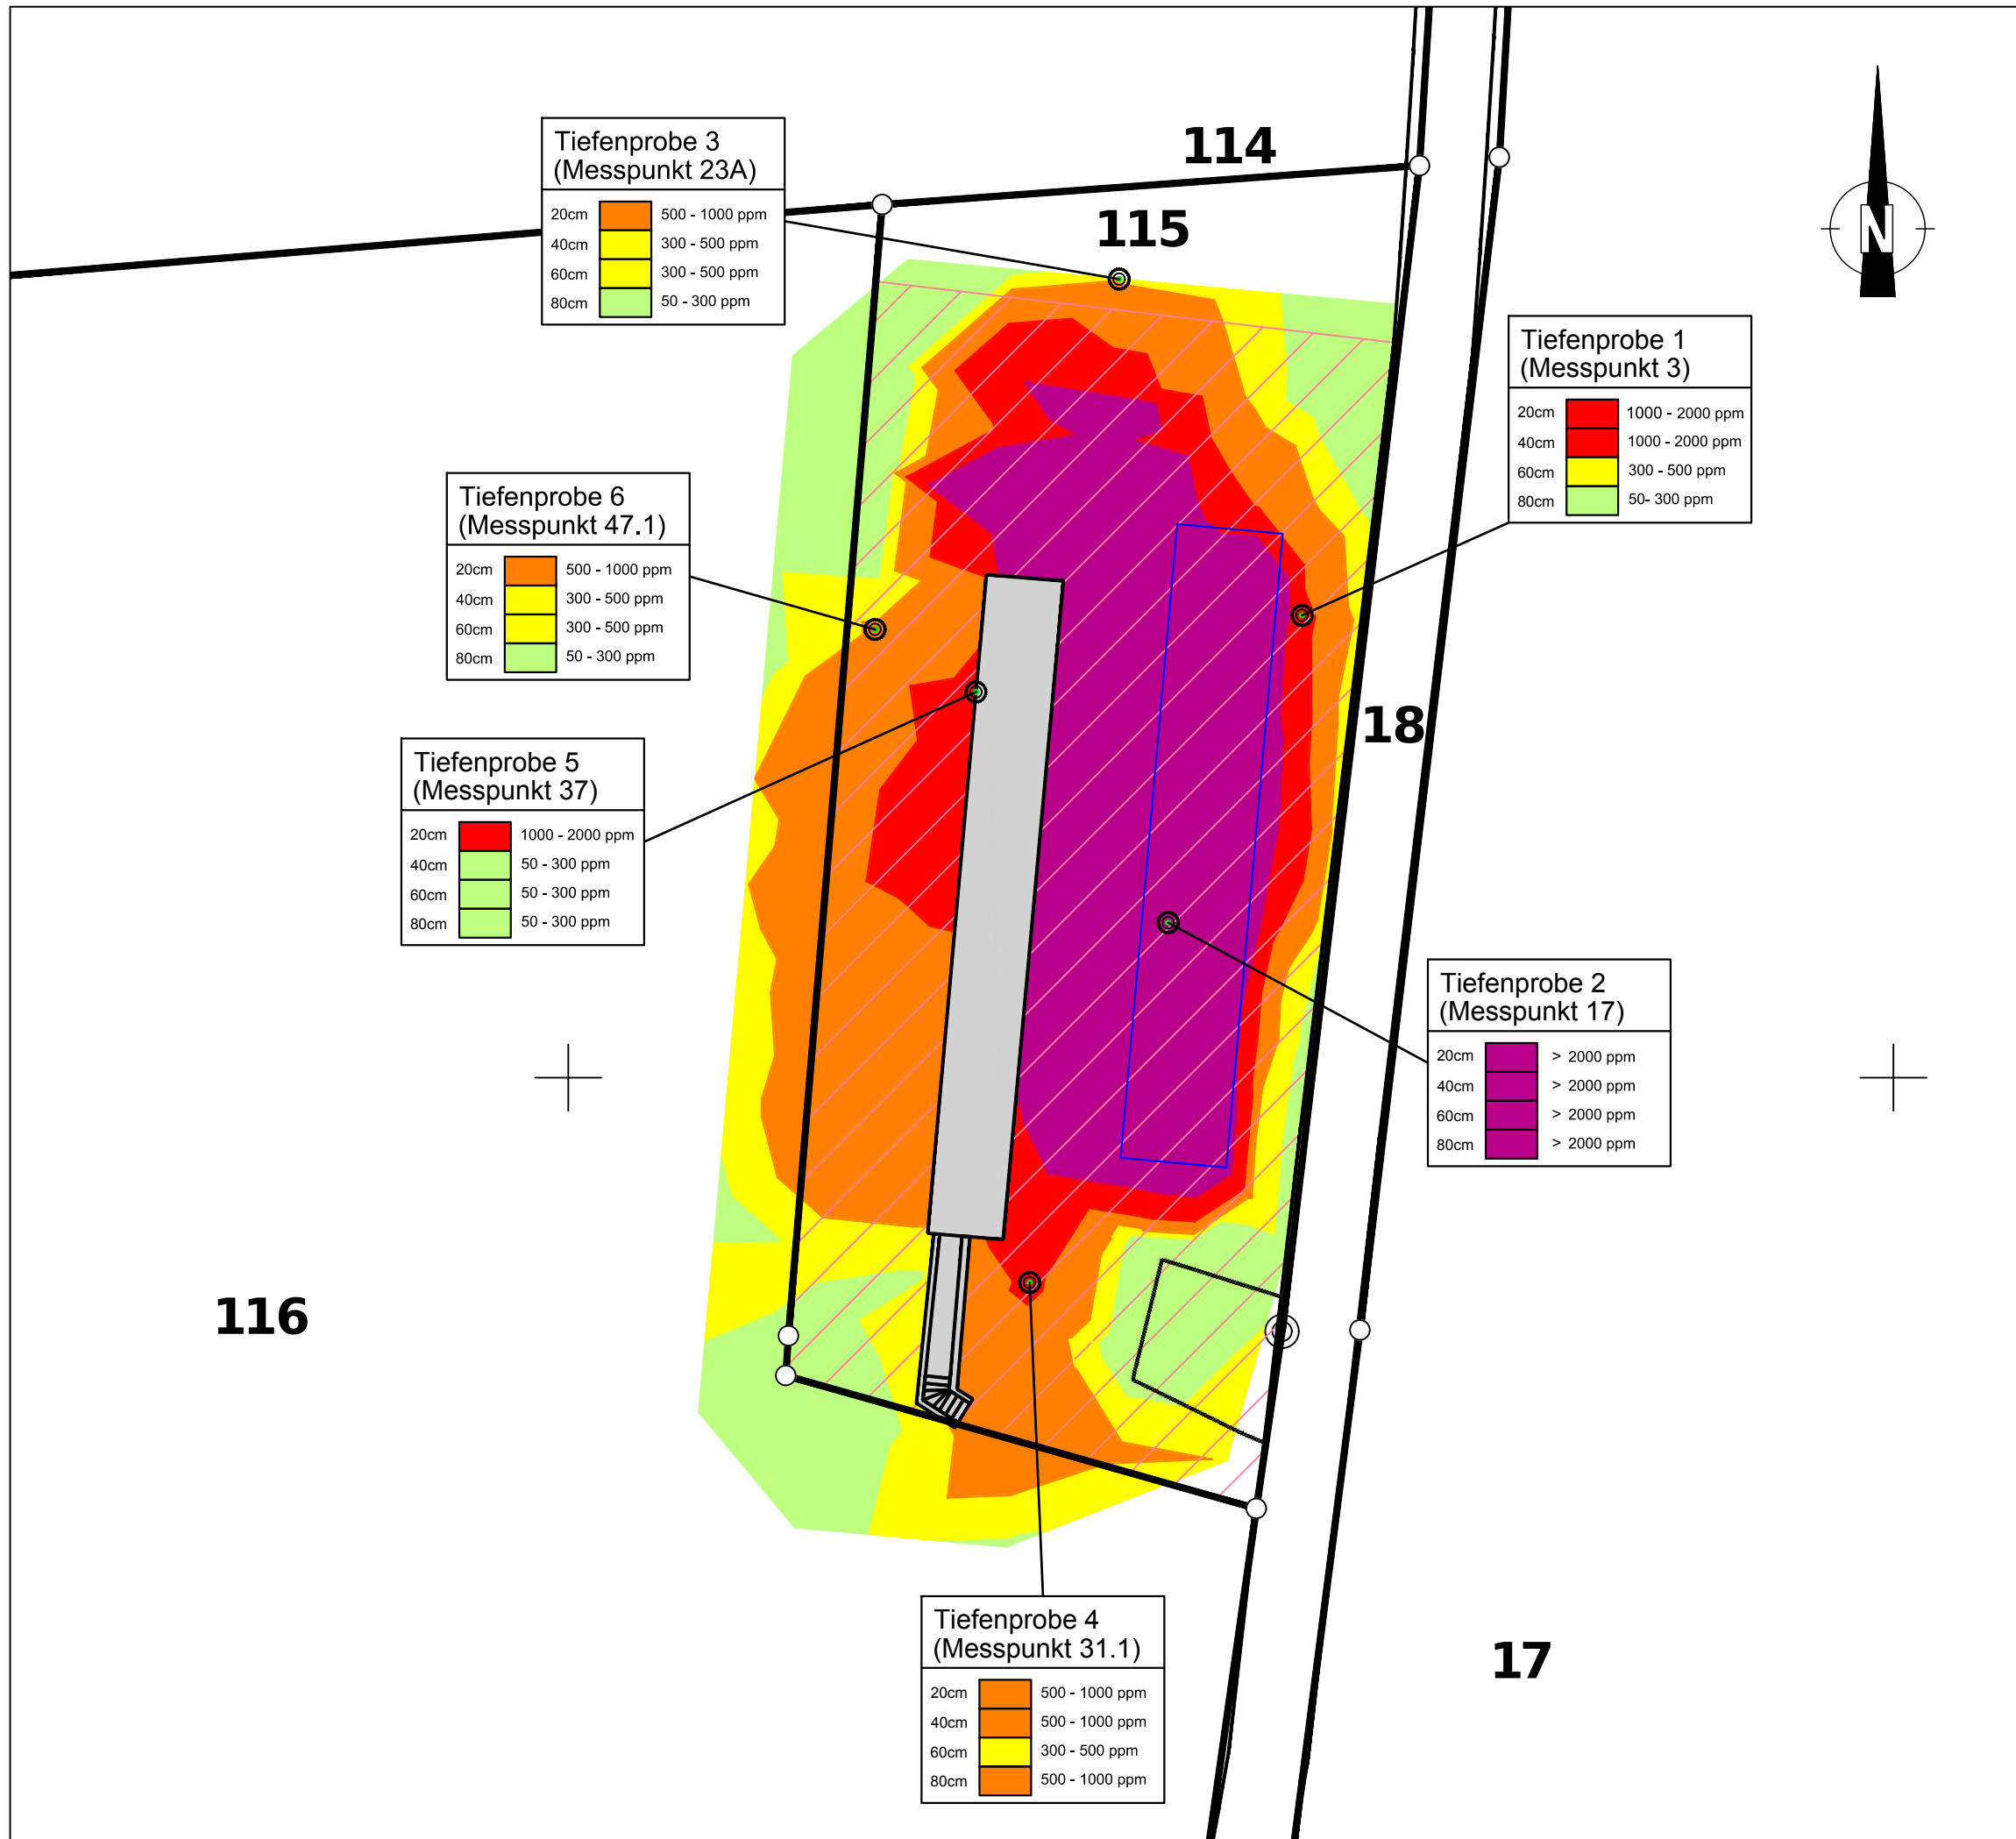 114
115
N
Tiefenprobe 3
(Messpunkt 23A)
20cm 500 - 1000 ppm
40cm 300 - 500 ppm
60cm 300 - 500 ppm
80cm 50 - 300 ppm
Tiefenprobe 1
(Messpunkt 3)
20cm 1000 - 2000 ppm
40cm 1000 - 2000 ppm
60cm 300 - 500 ppm
80cm 50- 300 ppm
Tiefenprobe 6
(Messpunkt 47.1)
20cm 500 - 1000 ppm
40cm 300 - 500 ppm
60cm 300 - 500 ppm
80cm 50 - 300 ppm
18
Tiefenprobe 5
(Messpunkt 37)
20cm 1000 - 2000 ppm
40cm 50 - 300 ppm
60cm 50 - 300 ppm
80cm 50 - 300 ppm
Tiefenprobe 2
(Messpunkt 17)
20cm > 2000 ppm
40cm > 2000 ppm
60cm > 2000 ppm
80cm > 2000 ppm
116
Tiefenprobe 4
(Messpunkt 31.1)
20cm 500 - 1000 ppm
40cm 500 - 1000 ppm
60cm 300 - 500 ppm
80cm 500 - 1000 ppm
17